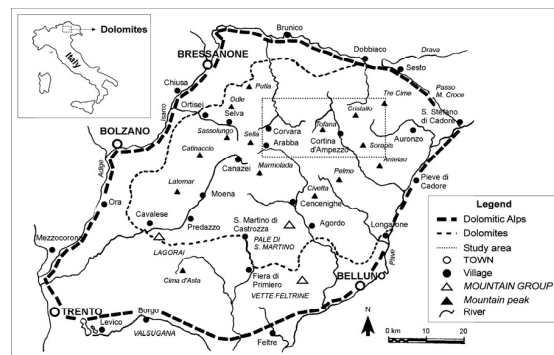 Dolomites
Italy
Brunico
Dobbiaco
Drava
BRESSANONE
Sesto
Passo
M. Croce
Chiusa
Putia
Tre Cime
Isarco
Odle
Ortisei
Selva
Cristallo
S. Stefano
di Cadore
Corvara
Tofana
BOLZANO
Sassolungo
Sella
Arabba
Cortina
d'Ampezzo
Auronzo
Sorapis
Catinaccio
Canazei
Marmolada
Antelao
Adige
Pelmo
Pieve di
Cadore
Latemar
Moena
Civetta
Cencenighe
Ora
Cavalese
Predazzo
S. Martino di
Castrozza
Agordo
Longarone
PALE DI
S. MARTINO
Mezzocorona
LAGORAI
Piave
Cima d'Asta
Fiera di
Primiero
BELLUNO
VETTE FELTRINE
TRENTO
Levico
Borgo
VALSUGANA
Feltre
N
0 km 10 20
Legend
Dolomitic Alps
Dolomites
Study area
TOWN
Village
MOUNTAIN GROUP
Mountain peak
River